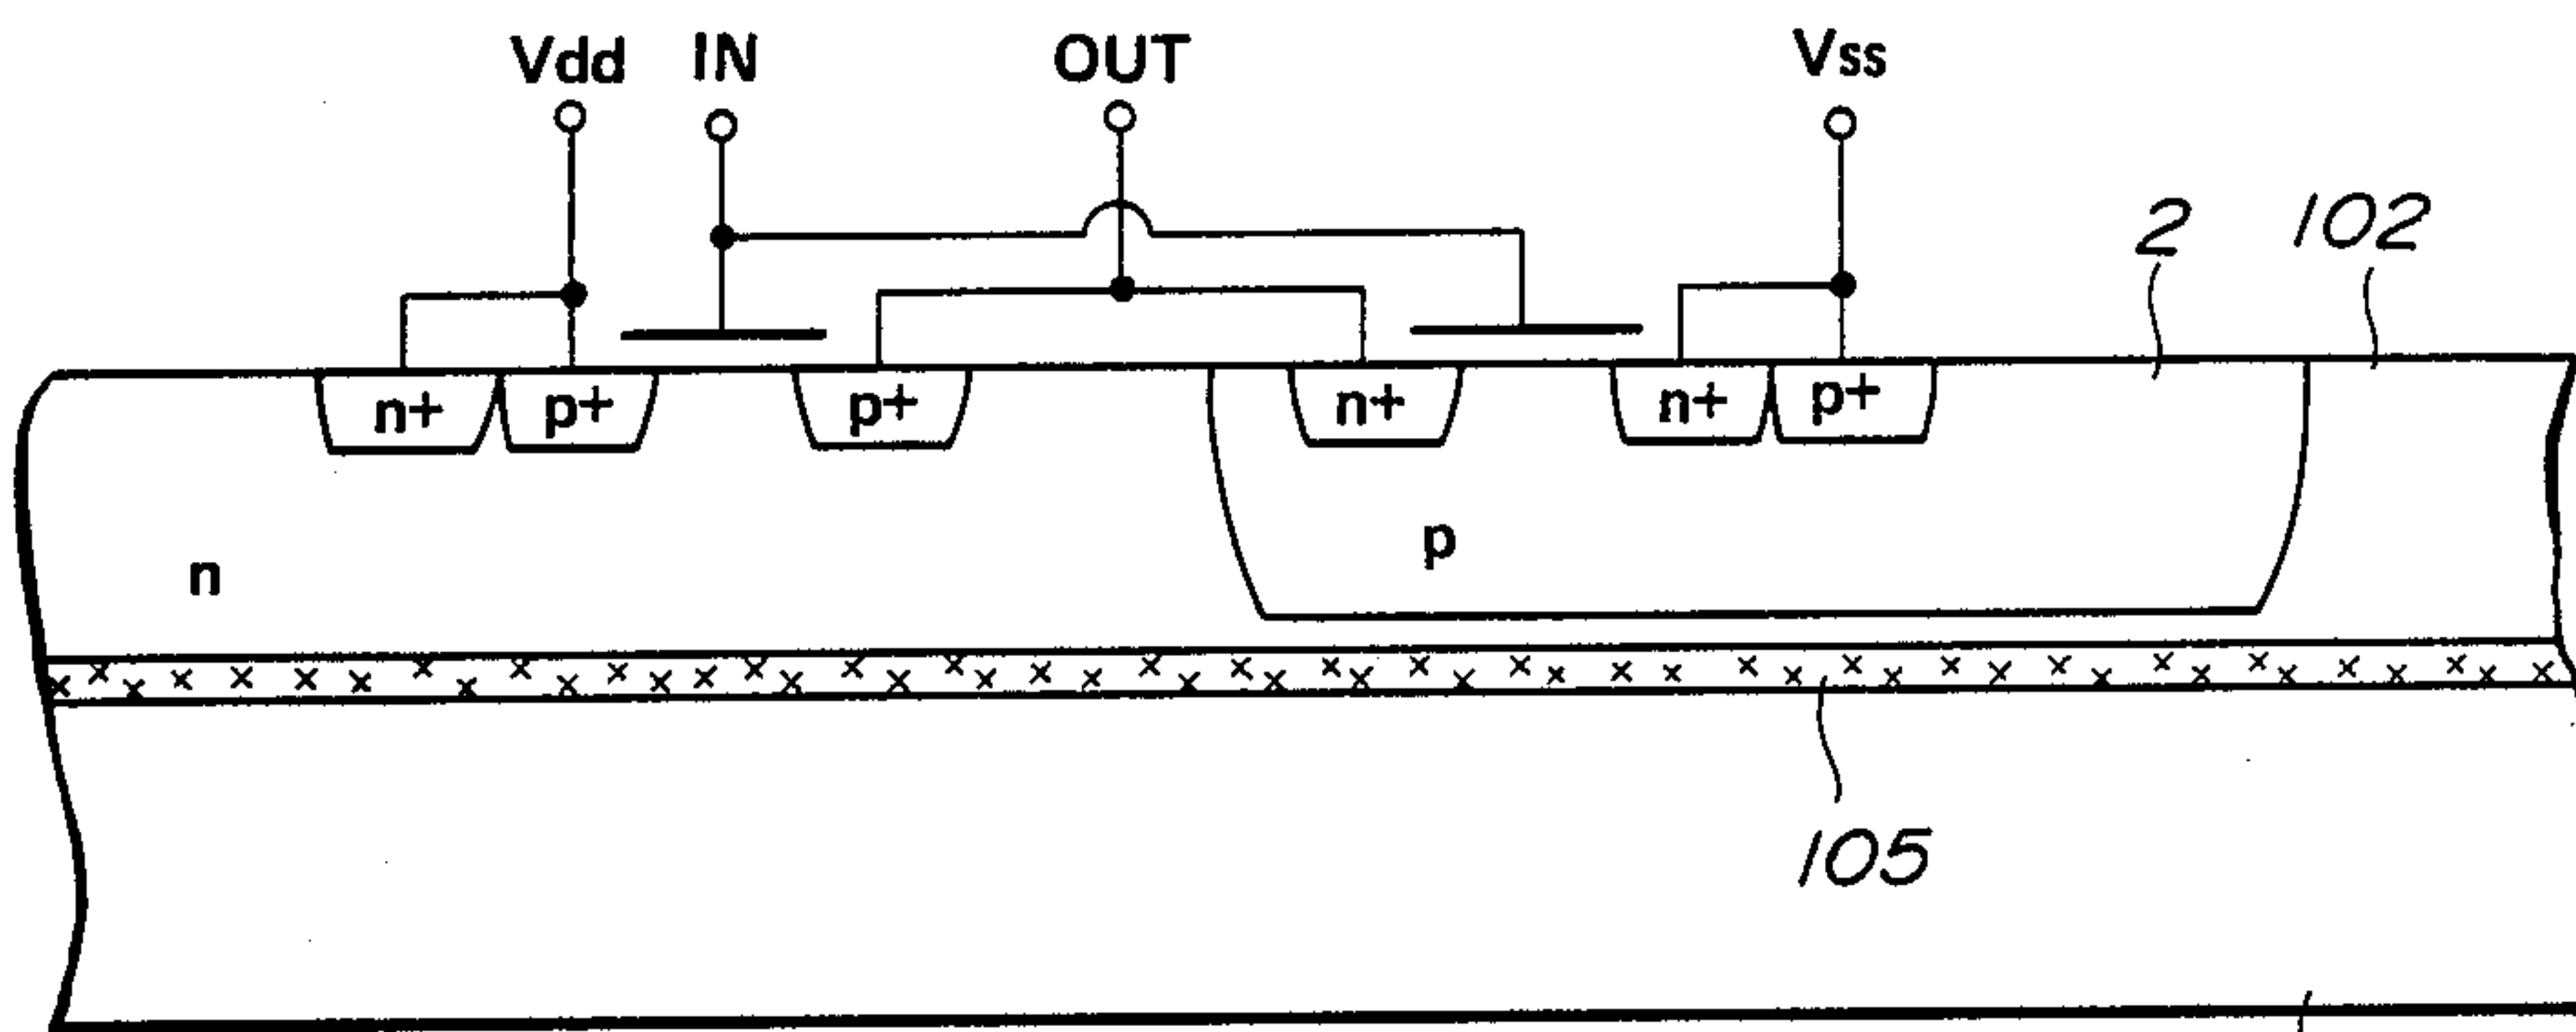 Vdd IN OUT Vss
2 102
n+ p+ p+ n+ n+ p+
n p
105